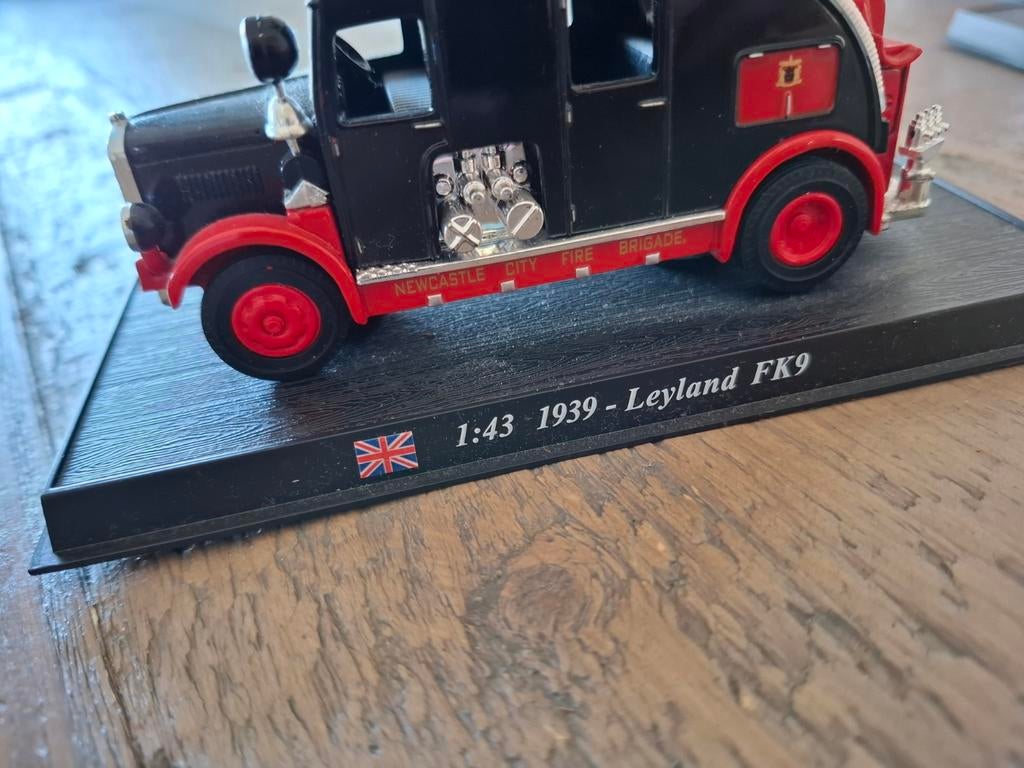 NEWCASTLE CITY FIRE BRIGADE.
1:43 1939 - Leyland FK9